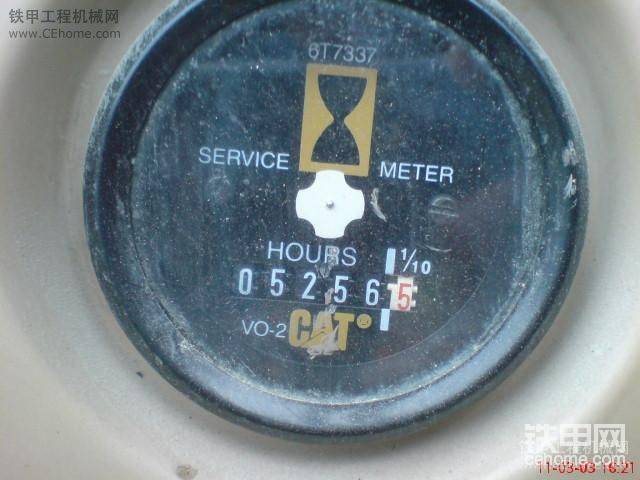 铁甲工程机械网
www.CEhome.com
6T7337
SERVICE METER
HOURS 1/10
052565
VO-2 CAT®
铁甲网
cehome.com
11-03-03 16:21